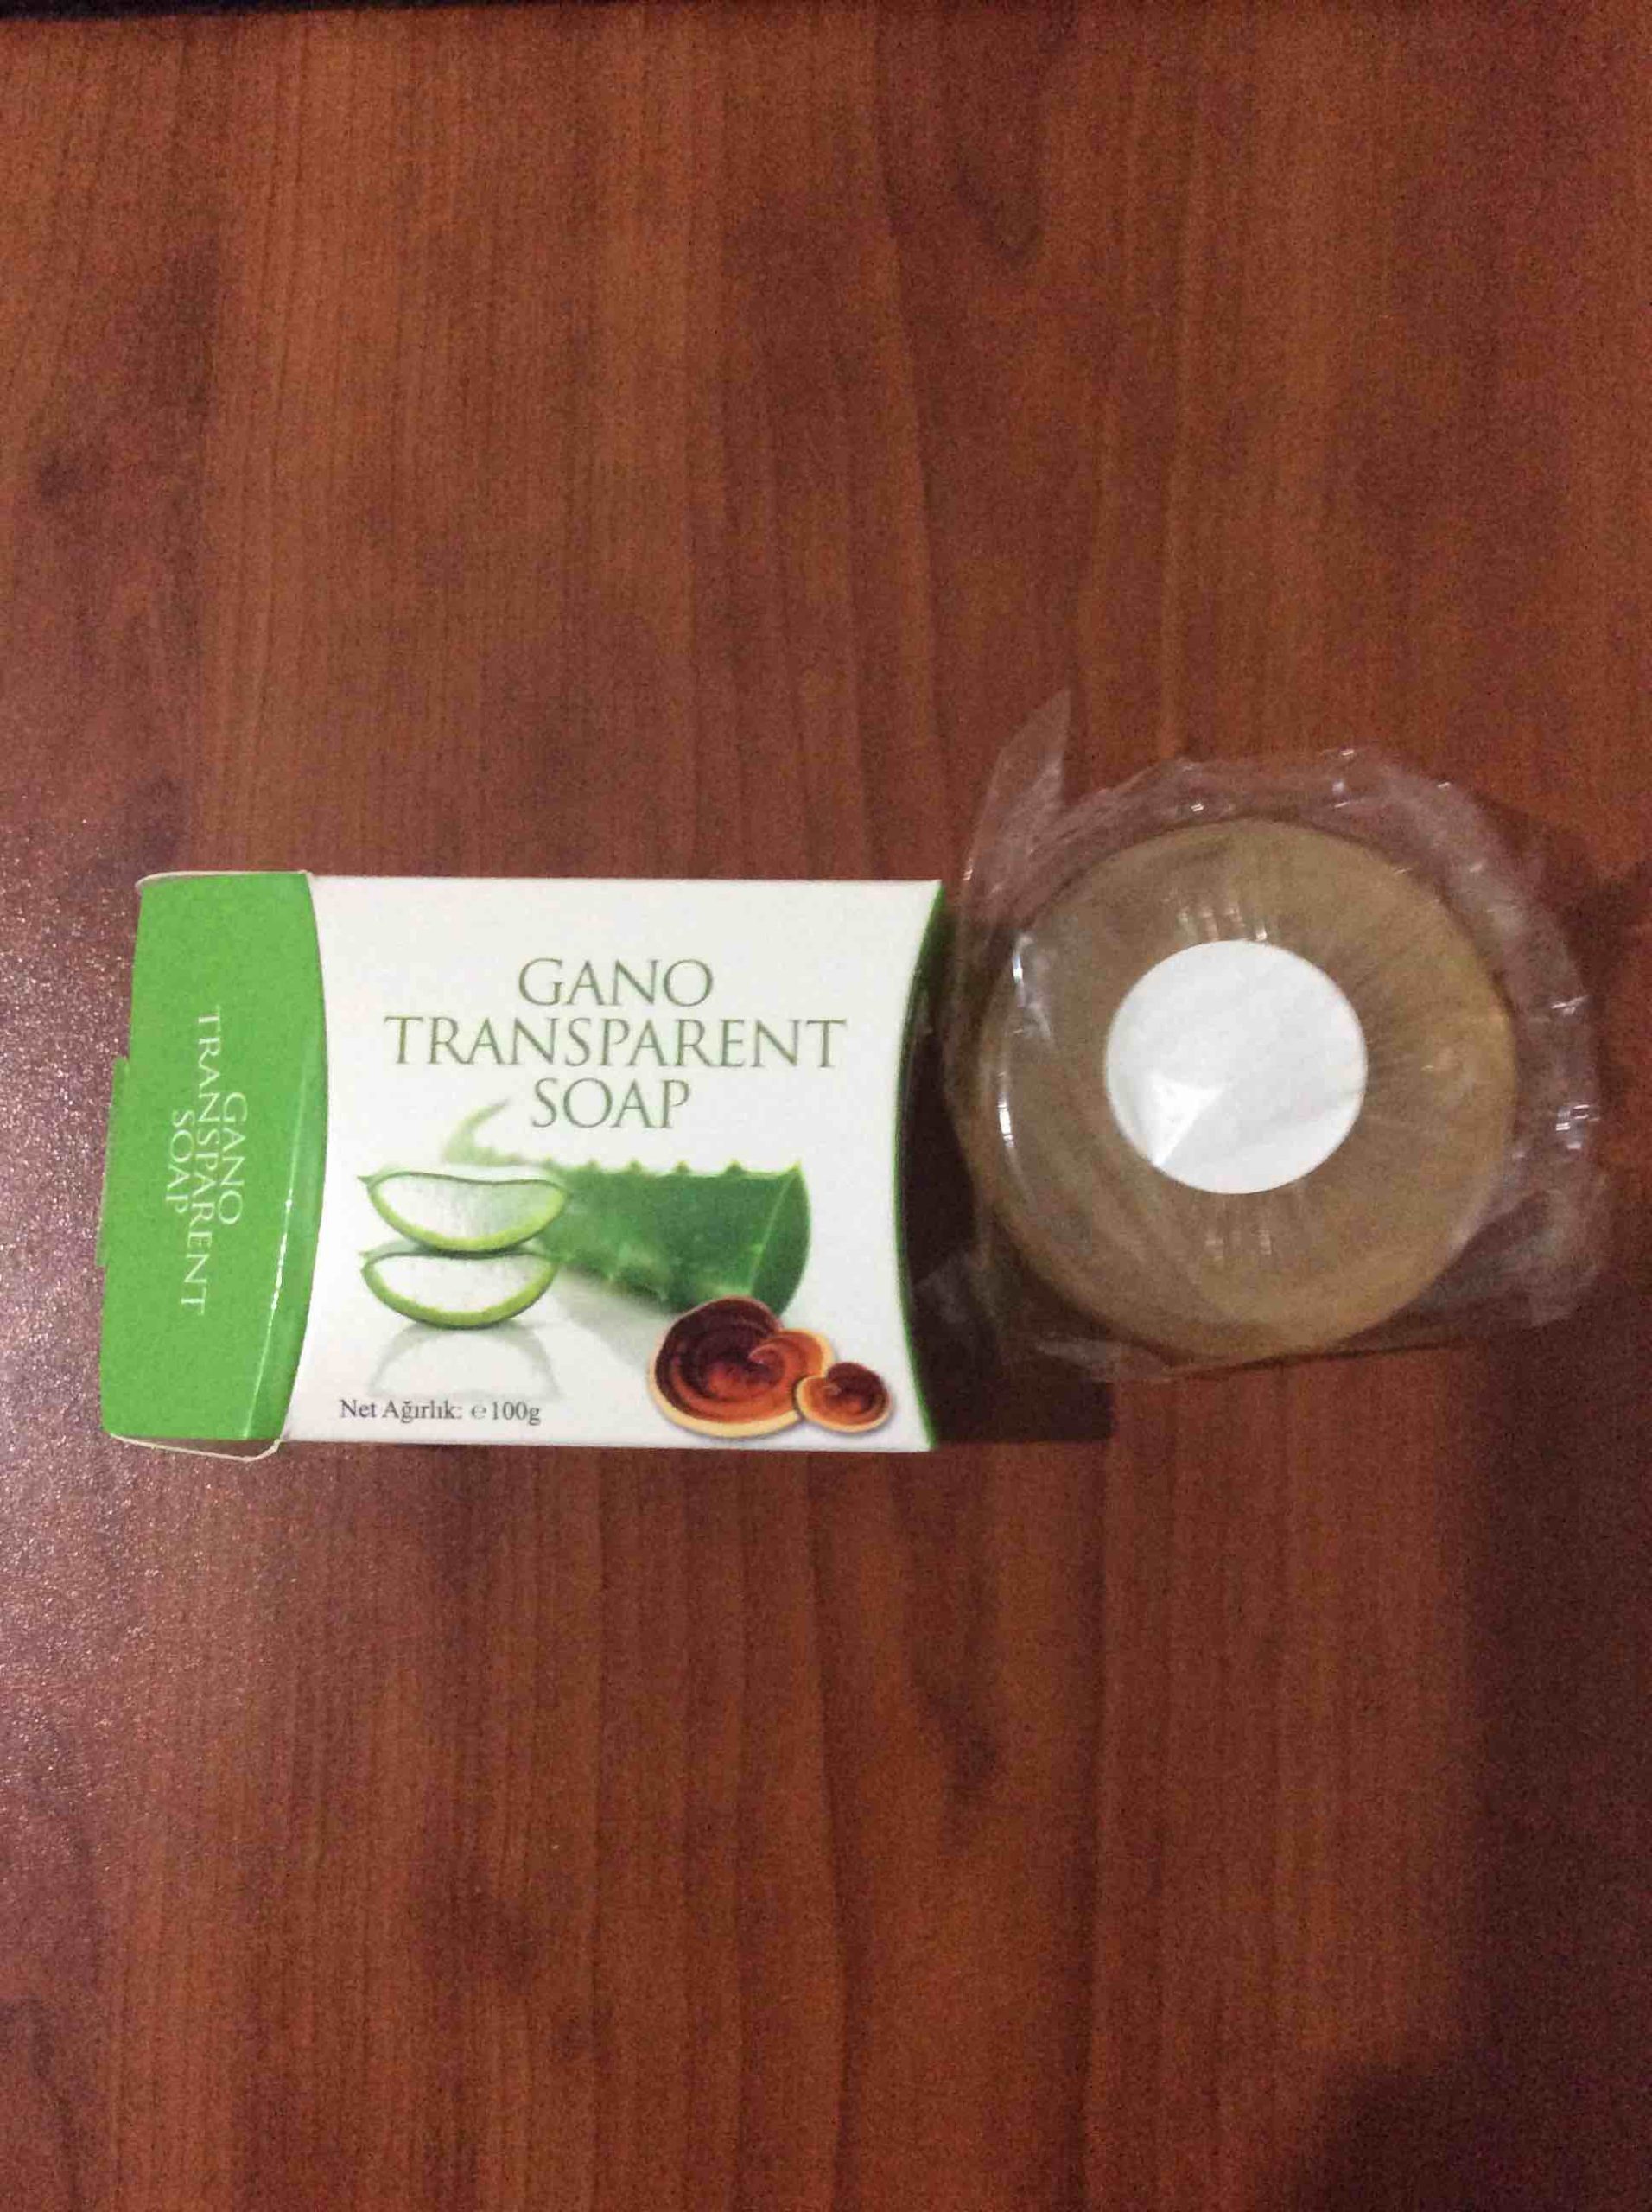 GANO
TRANSPARENT
SOAP
Net Ağırlık: ℮ 100g
GANO
TRANSPARENT
SOAP